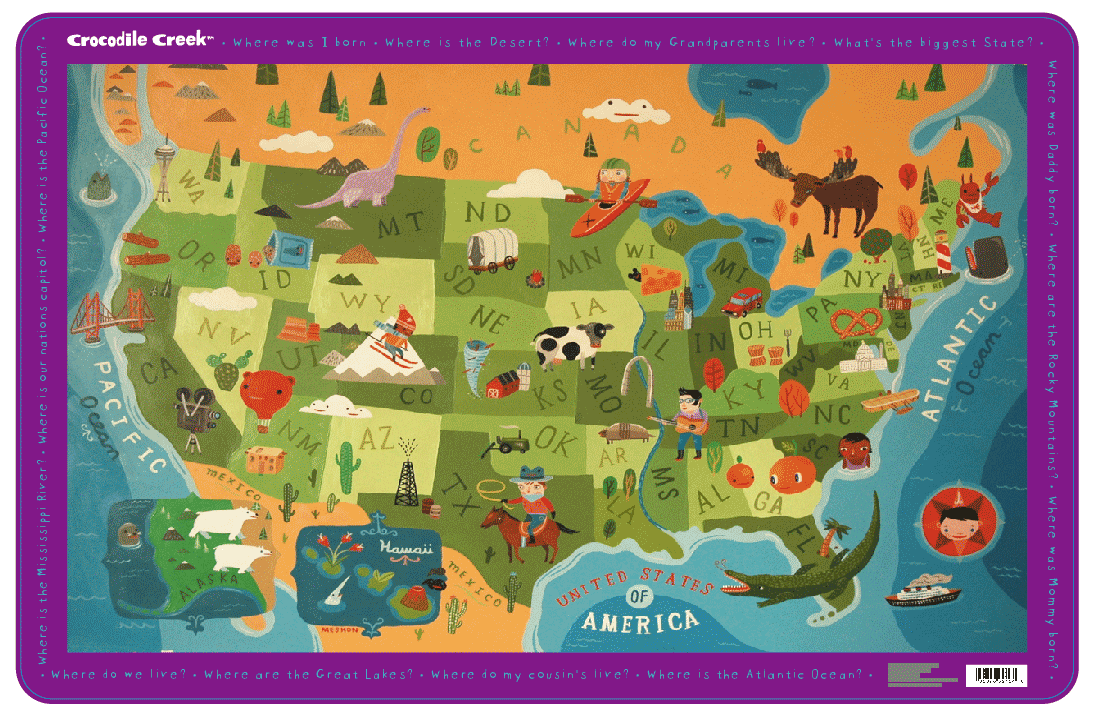 Crocodile Creek™ • Where was I born • Where is the Desert? • Where do my Grandparents live? • What's the biggest State? •
Where was Daddy born? • Where are the Rocky Mountains? • Where was Mommy born? •
• Where is the Mississippi River? • Where is our nations capitol? • Where is the Pacific Ocean? •
CANADA
WA
MT
ND
MN
WI
MI
ME
VT
NH
OR
ID
WY
SD
NY
MA
CT RI
NV
UT
NE
IA
IL
IN
OH
PA
NJ
MD
DE
CA
CO
KS
MO
KY
WV
VA
NM
AZ
OK
AR
TN
NC
SC
TX
LA
MS
AL
GA
FL
PACIFIC
Ocean
ATLANTIC
Ocean
MEXICO
MEXICO
ALASKA
Hawaii
UNITED STATES
OF
AMERICA
• Where do we live? • Where are the Great Lakes? • Where do my cousin's live? • Where is the Atlantic Ocean? •